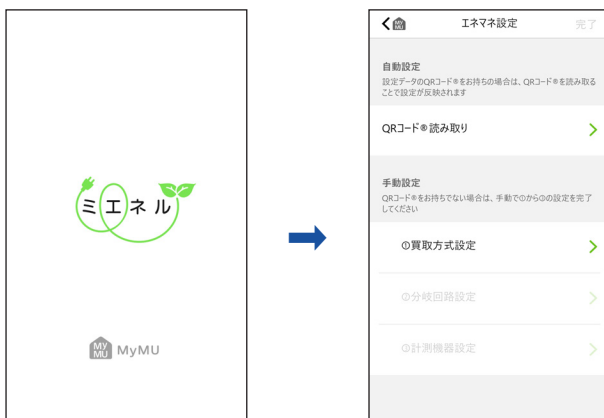 ミエネル
MY
MU
MyMU
MY
MU
エネマネ設定
完了
自動設定
設定データのQRコード®をお持ちの場合は、QRコード®を読み取る
ことで設定が反映されます
QRコード®読み取り
手動設定
QRコード®をお持ちでない場合は、手動で①から③の設定を完了
してください
①買取方式設定
②分岐回路設定
③計測機器設定